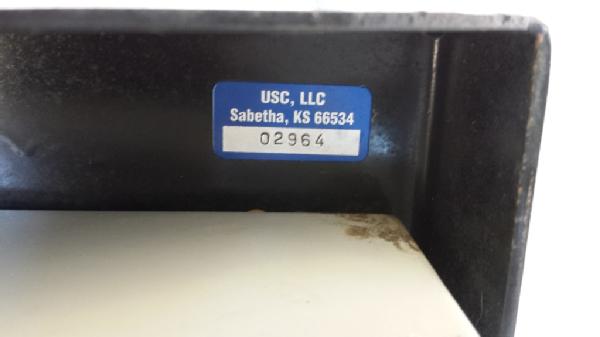 USC, LLC
Sabetha, KS 66534
02964